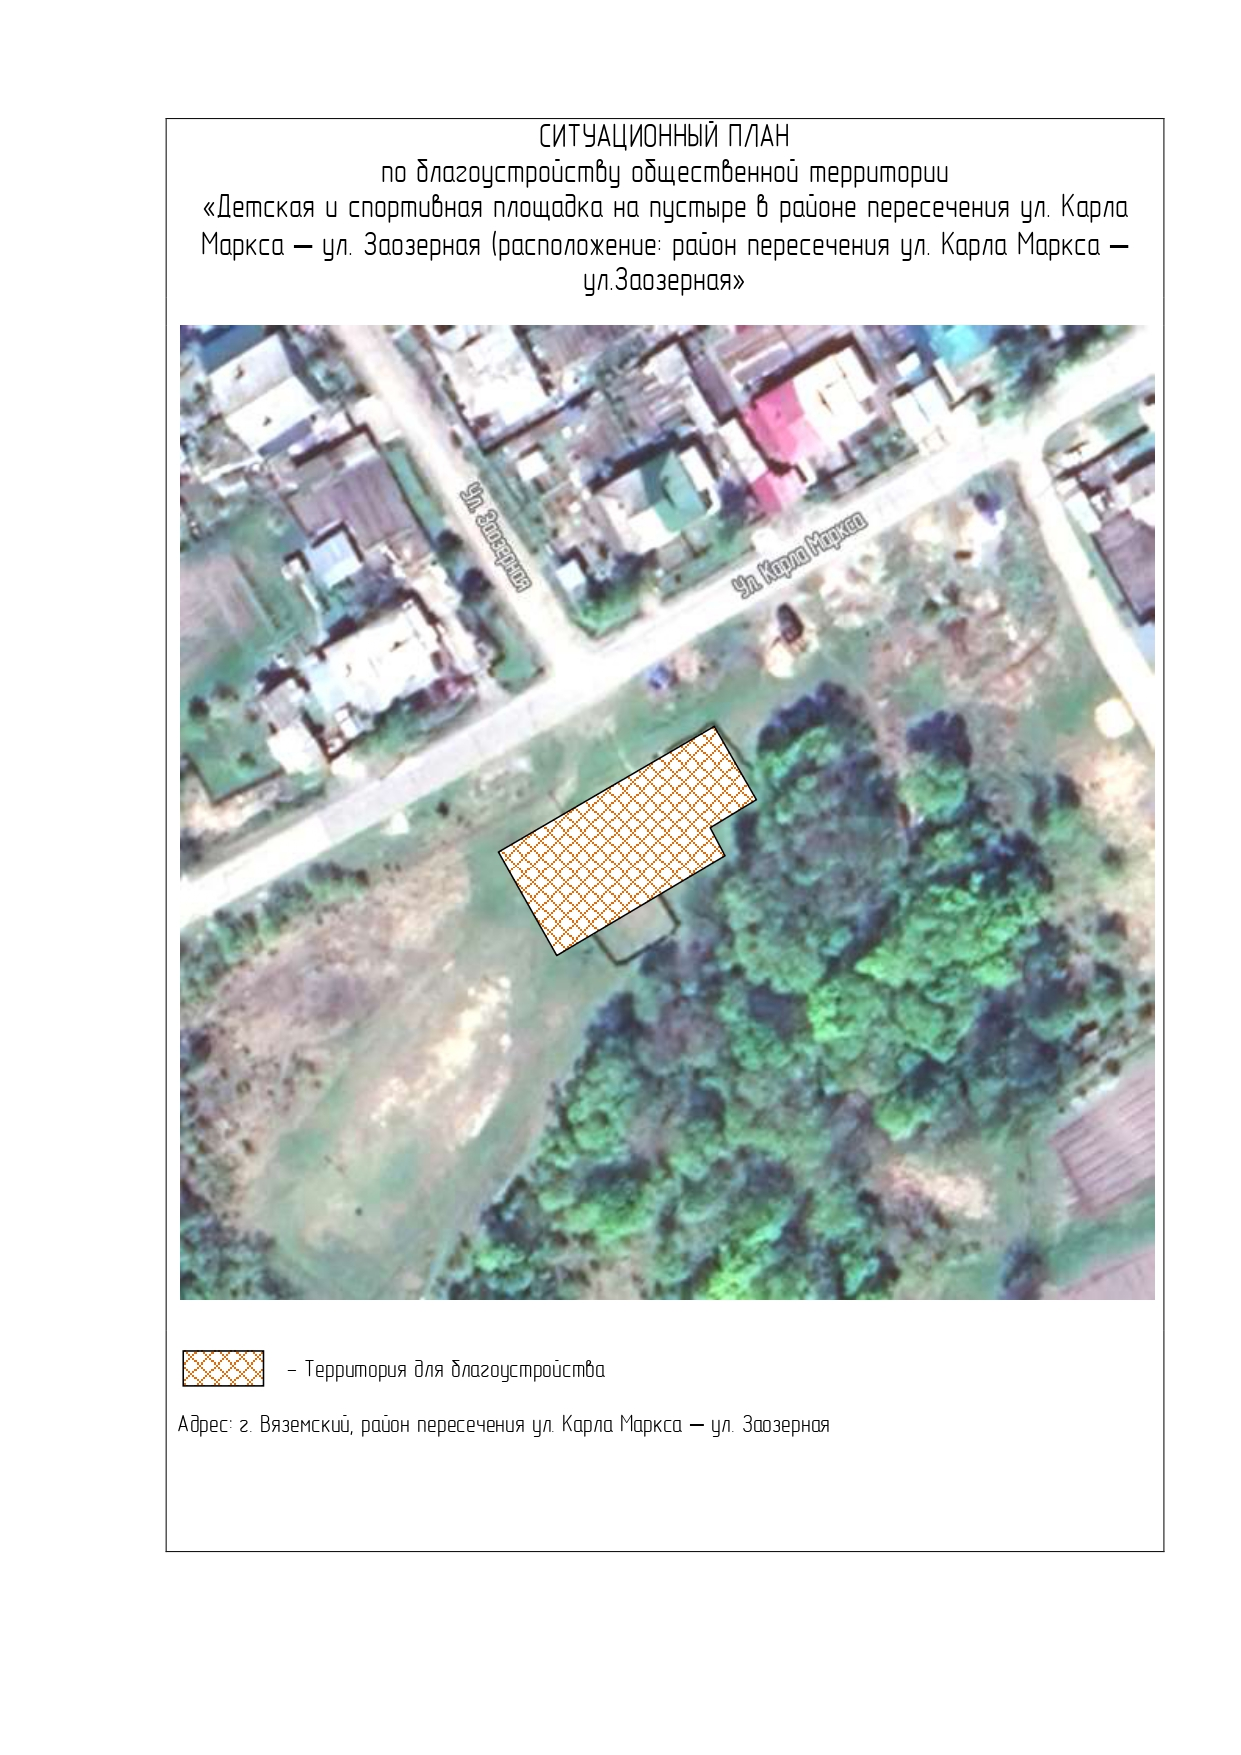 СИТУАЦИОННЫЙ ПЛАН
по благоустройству общественной территории
«Детская и спортивная площадка на пустыре в районе пересечения ул. Карла
Маркса – ул. Заозерная (расположение: район пересечения ул. Карла Маркса –
ул.Заозерная»
Ул. Заозерная
Ул. Карла Маркса
- Территория для благоустройства
Адрес: г. Вяземский, район пересечения ул. Карла Маркса – ул. Заозерная